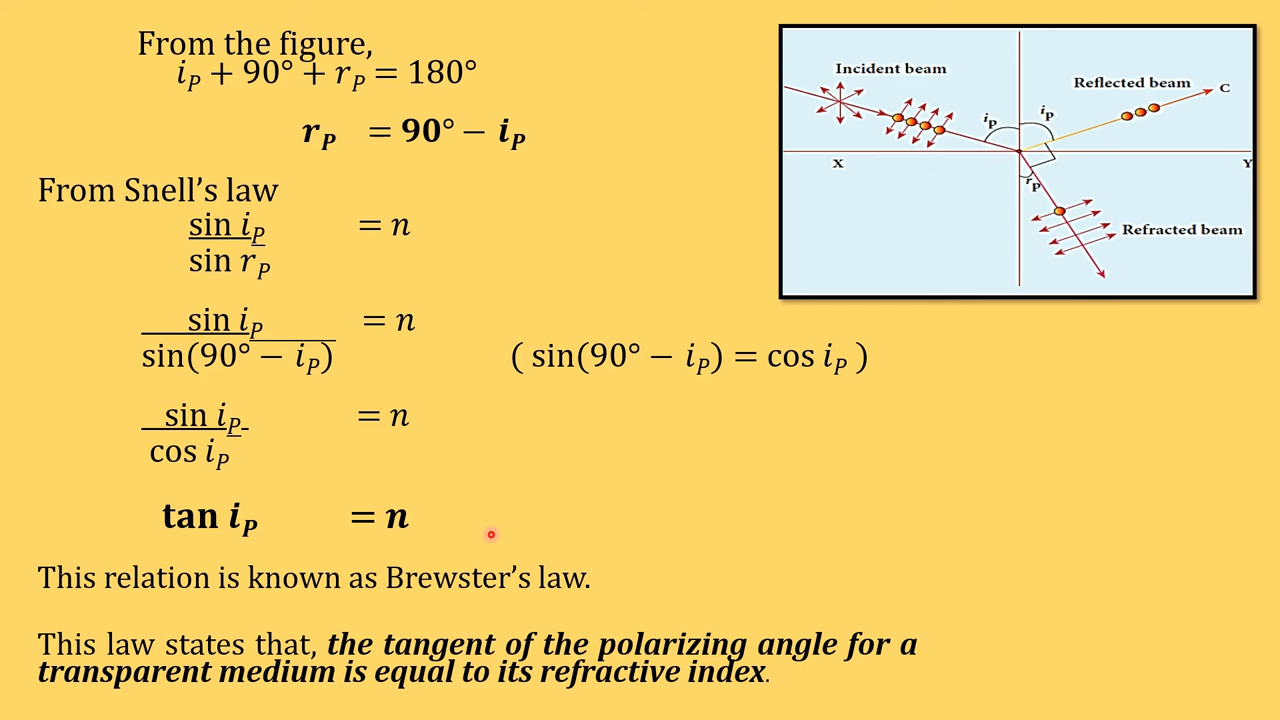 From the figure,
i_P + 90° + r_P = 180°
r_P = 90° − i_P
From Snell's law
sin i_P = n
sin r_P
sin i_P = n
sin(90° − i_P) ( sin(90° − i_P) = cos i_P )
sin i_P = n
cos i_P
tan i_P = n
This relation is known as Brewster's law.
This law states that, the tangent of the polarizing angle for a
transparent medium is equal to its refractive index.
Incident beam
Reflected beam
C
i_p
i_p
X
Y
r_p
Refracted beam